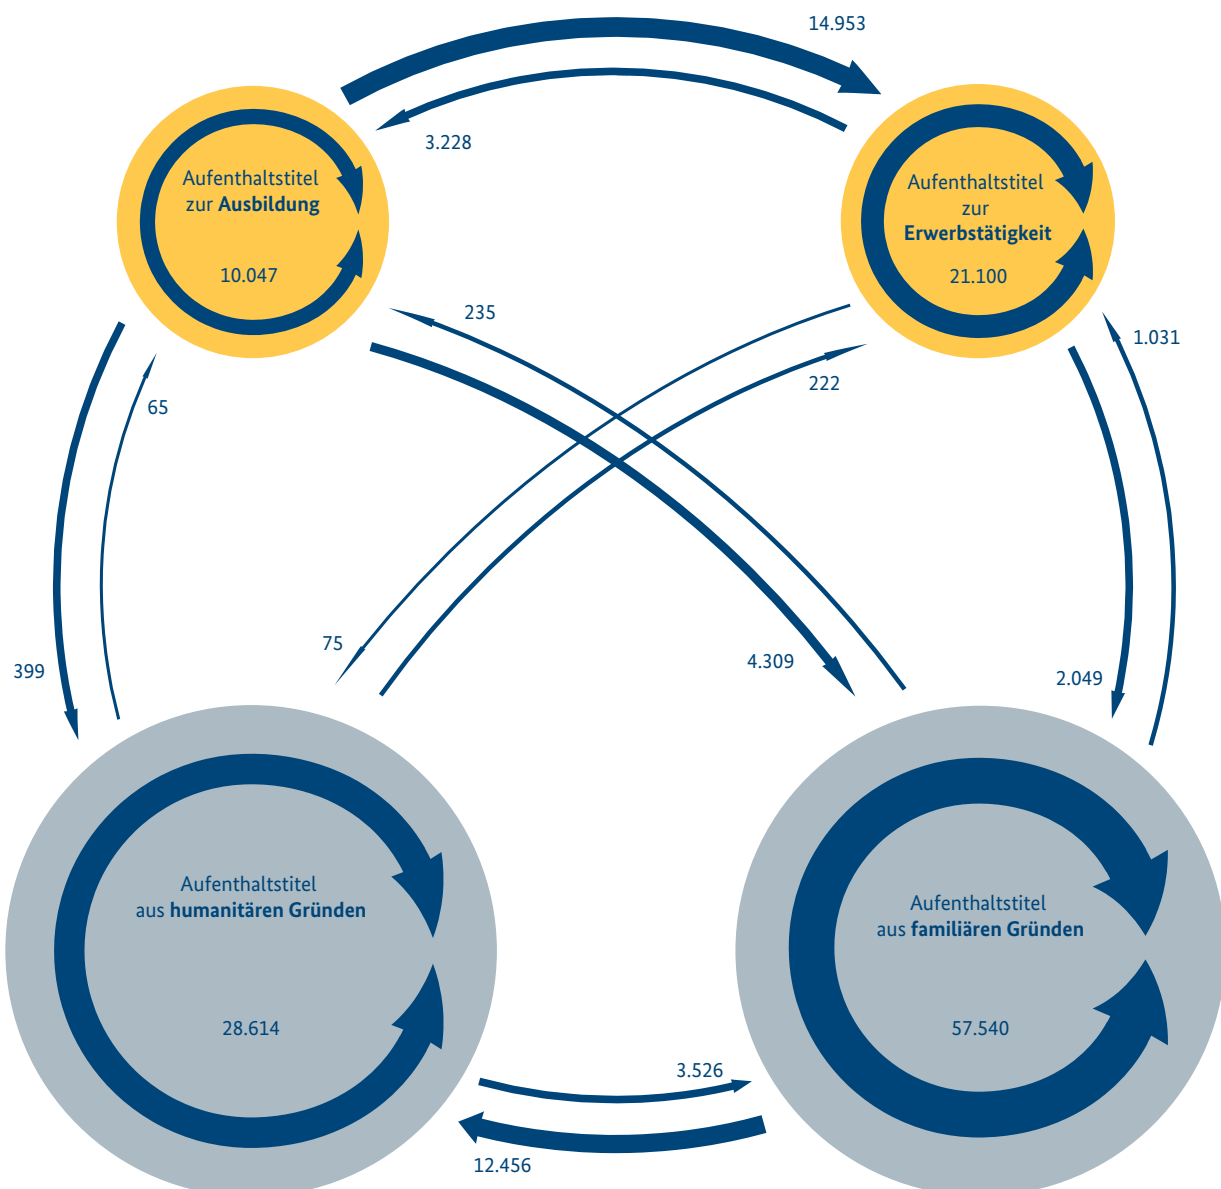 14.953
3.228
Aufenthaltstitel
zur Ausbildung
10.047
Aufenthaltstitel
zur
Erwerbstätigkeit
21.100
235
222
1.031
65
75
399
4.309
2.049
Aufenthaltstitel
aus humanitären Gründen
28.614
Aufenthaltstitel
aus familiären Gründen
57.540
3.526
12.456